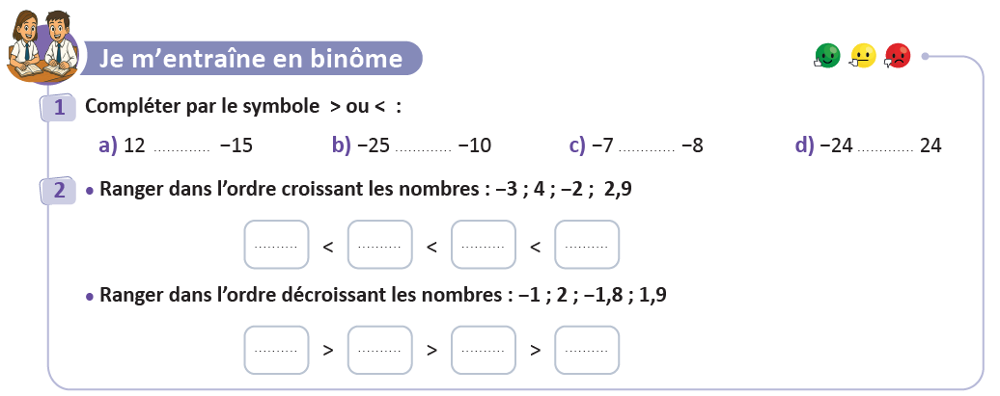 Je m’entraîne en binôme
1 Compléter par le symbole > ou < :
a) 12 ............. −15 b) −25 ............. −10 c) −7 ............. −8 d) −24 ............. 24
2 • Ranger dans l’ordre croissant les nombres : −3 ; 4 ; −2 ; 2,9
.......... < .......... < .......... < ..........
• Ranger dans l’ordre décroissant les nombres : −1 ; 2 ; −1,8 ; 1,9
.......... > .......... > .......... > ..........